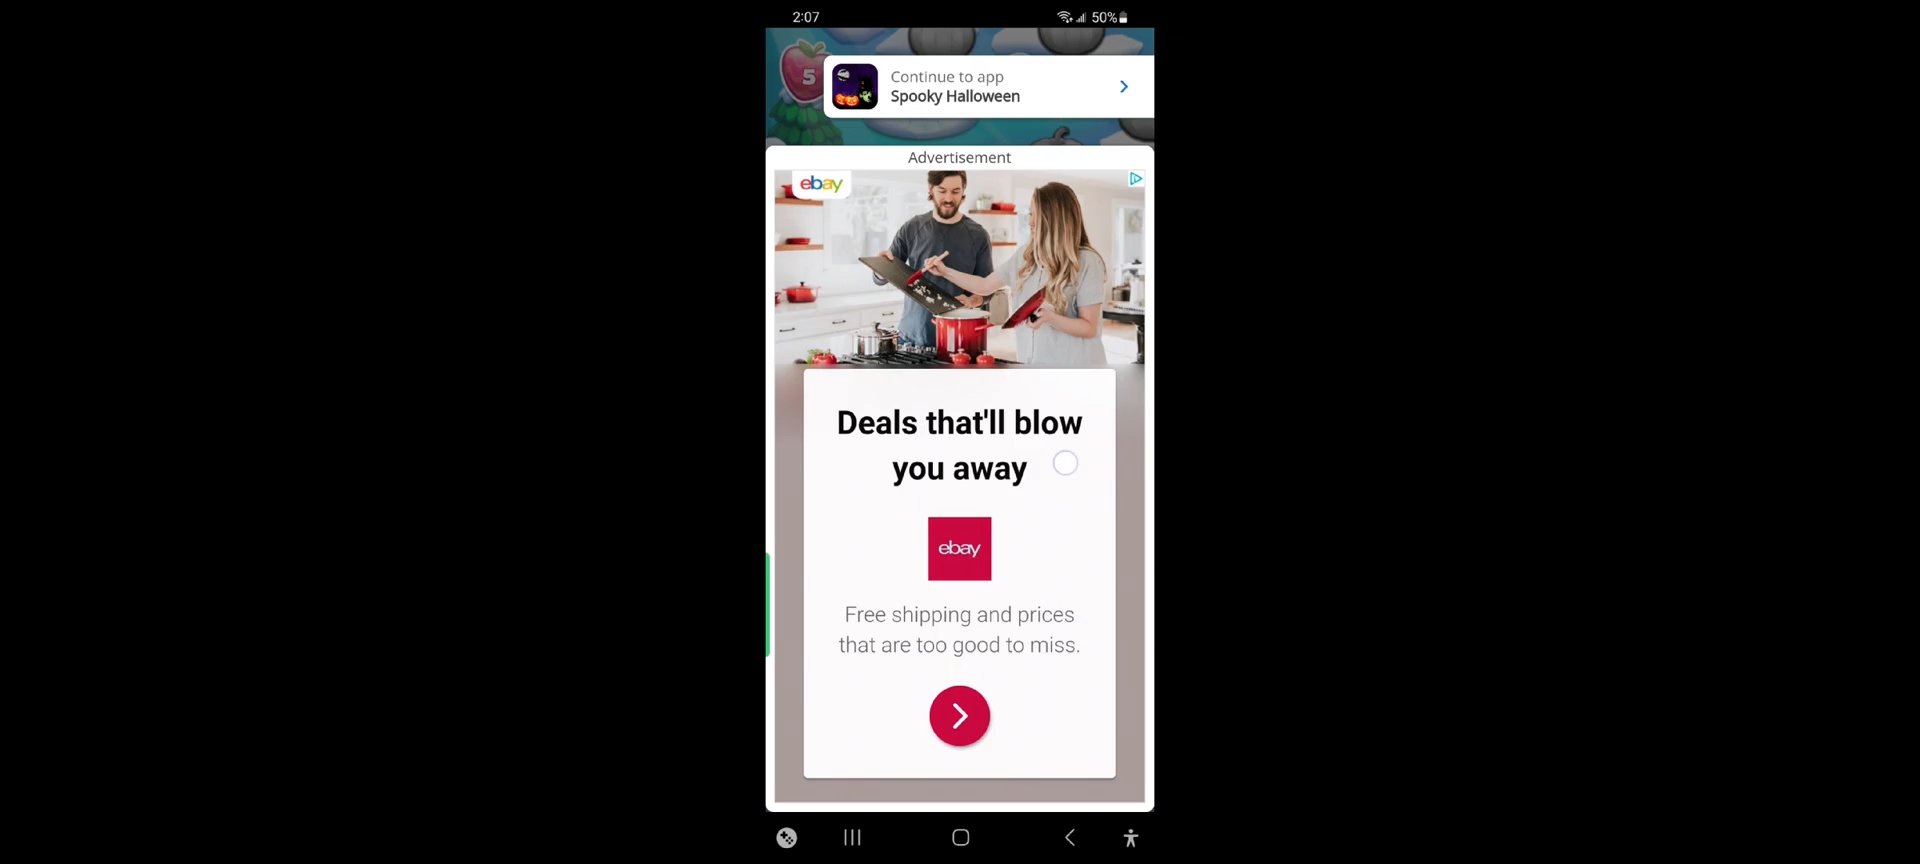 2:07
50%
5
Continue to app
Spooky Halloween
Advertisement
ebay
Deals that'll blow
you away
ebay
Free shipping and prices
that are too good to miss.